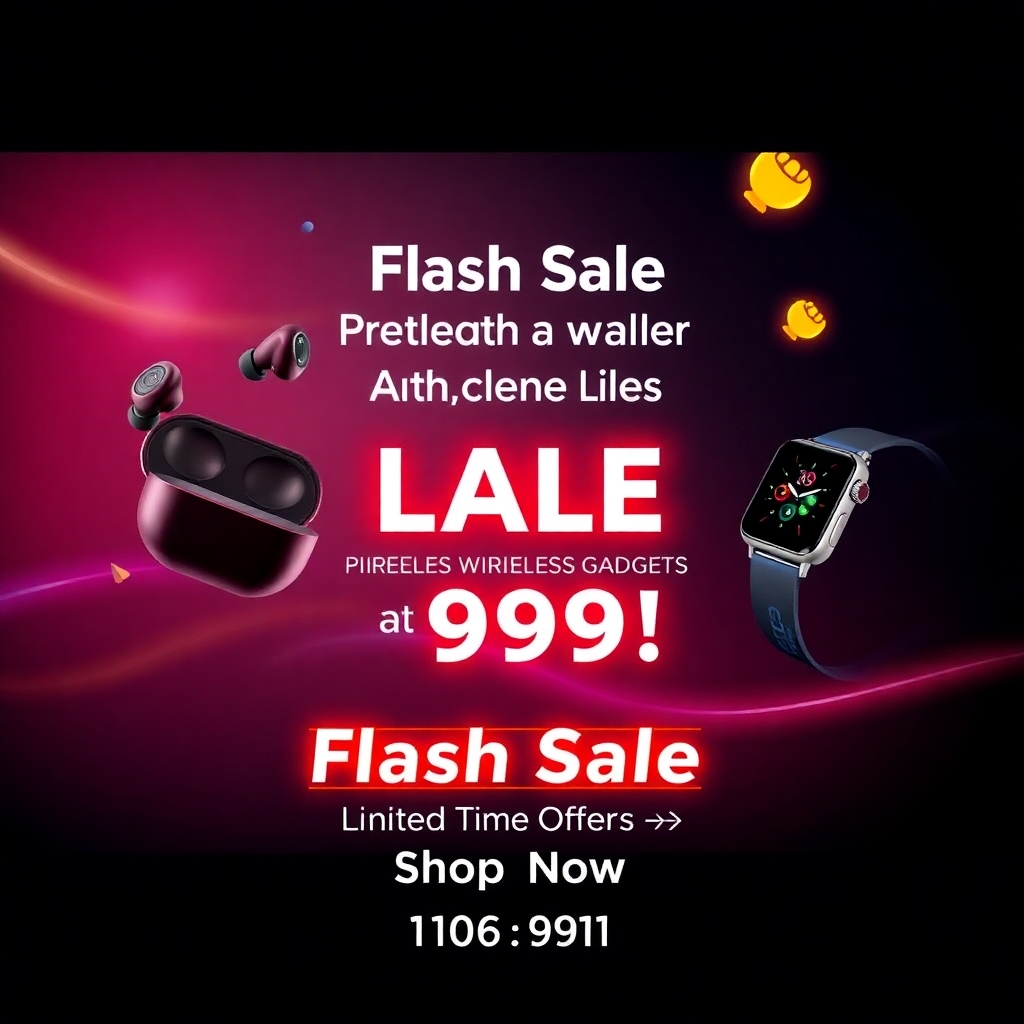 Flash Sale
Pretleath a waller
Aith,clene Liles
LALE
PIIREELES WIRIELESS GADGETS
at 999!
Flash Sale
Linited Time Offers →→
Shop Now
1106 : 9911